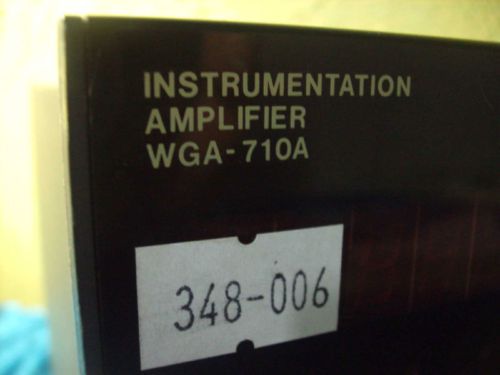 INSTRUMENTATION
AMPLIFIER
WGA-710A
348-006